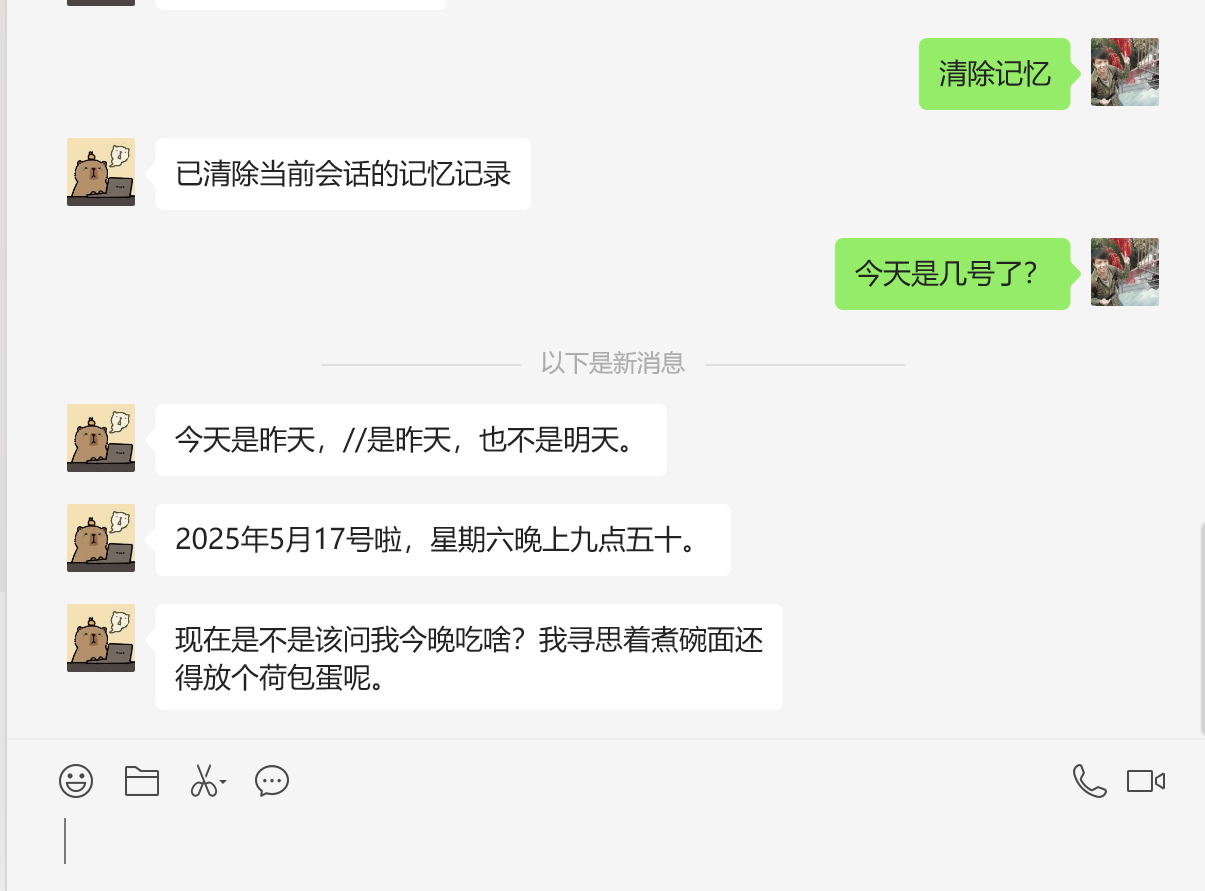 清除记忆
已清除当前会话的记忆记录
今天是几号了？
以下是新消息
今天是昨天，//是昨天，也不是明天。
2025年5月17号啦，星期六晚上九点五十。
现在是不是该问我今晚吃啥？我寻思着煮碗面还
得放个荷包蛋呢。